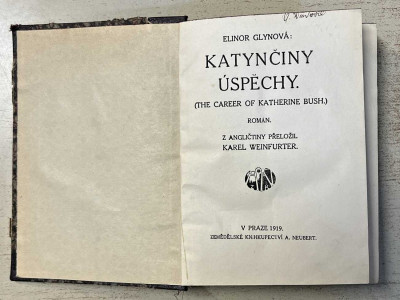 ELINOR GLYNOVÁ:
KATYNČINY
ÚSPĚCHY.
(THE CAREER OF KATHERINE BUSH.)
ROMÁN.
Z ANGLIČTINY PŘELOŽIL
KAREL WEINFURTER.
V PRAZE 1919.
ZEMĚDĚLSKÉ KNIHKUPECTVÍ A. NEUBERT.